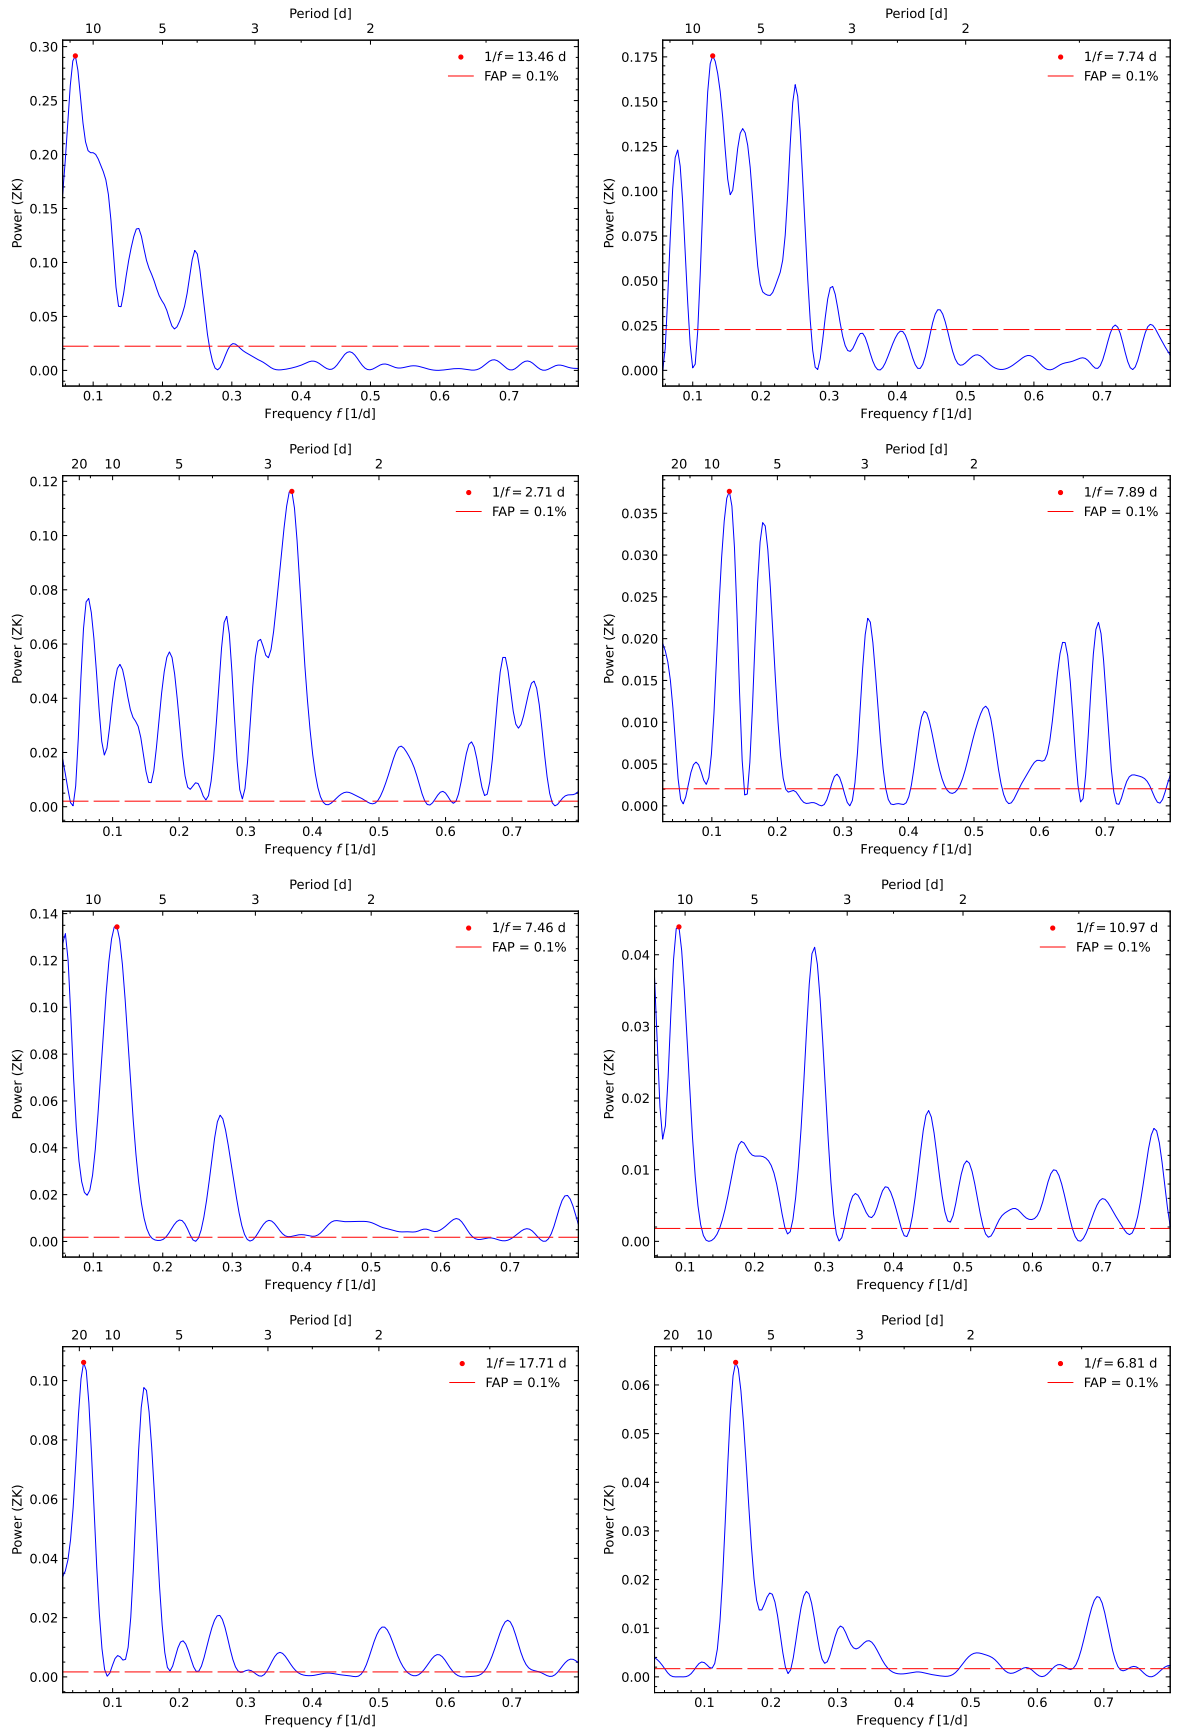 Period [d]
10 5 3 2
0.30
0.25
0.20
0.15
0.10
0.05
0.00
Power (ZK)
1/f = 13.46 d
FAP = 0.1%
0.1 0.2 0.3 0.4 0.5 0.6 0.7
Frequency f [1/d]
Period [d]
10 5 3 2
0.175
0.150
0.125
0.100
0.075
0.050
0.025
0.000
Power (ZK)
1/f = 7.74 d
FAP = 0.1%
0.1 0.2 0.3 0.4 0.5 0.6 0.7
Frequency f [1/d]
Period [d]
20 10 5 3 2
0.12
0.10
0.08
0.06
0.04
0.02
0.00
Power (ZK)
1/f = 2.71 d
FAP = 0.1%
0.1 0.2 0.3 0.4 0.5 0.6 0.7
Frequency f [1/d]
Period [d]
20 10 5 3 2
0.035
0.030
0.025
0.020
0.015
0.010
0.005
0.000
Power (ZK)
1/f = 7.89 d
FAP = 0.1%
0.1 0.2 0.3 0.4 0.5 0.6 0.7
Frequency f [1/d]
Period [d]
10 5 3 2
0.14
0.12
0.10
0.08
0.06
0.04
0.02
0.00
Power (ZK)
1/f = 7.46 d
FAP = 0.1%
0.1 0.2 0.3 0.4 0.5 0.6 0.7
Frequency f [1/d]
Period [d]
10 5 3 2
0.04
0.03
0.02
0.01
0.00
Power (ZK)
1/f = 10.97 d
FAP = 0.1%
0.1 0.2 0.3 0.4 0.5 0.6 0.7
Frequency f [1/d]
Period [d]
20 10 5 3 2
0.10
0.08
0.06
0.04
0.02
0.00
Power (ZK)
1/f = 17.71 d
FAP = 0.1%
0.1 0.2 0.3 0.4 0.5 0.6 0.7
Frequency f [1/d]
Period [d]
20 10 5 3 2
0.06
0.05
0.04
0.03
0.02
0.01
0.00
Power (ZK)
1/f = 6.81 d
FAP = 0.1%
0.1 0.2 0.3 0.4 0.5 0.6 0.7
Frequency f [1/d]